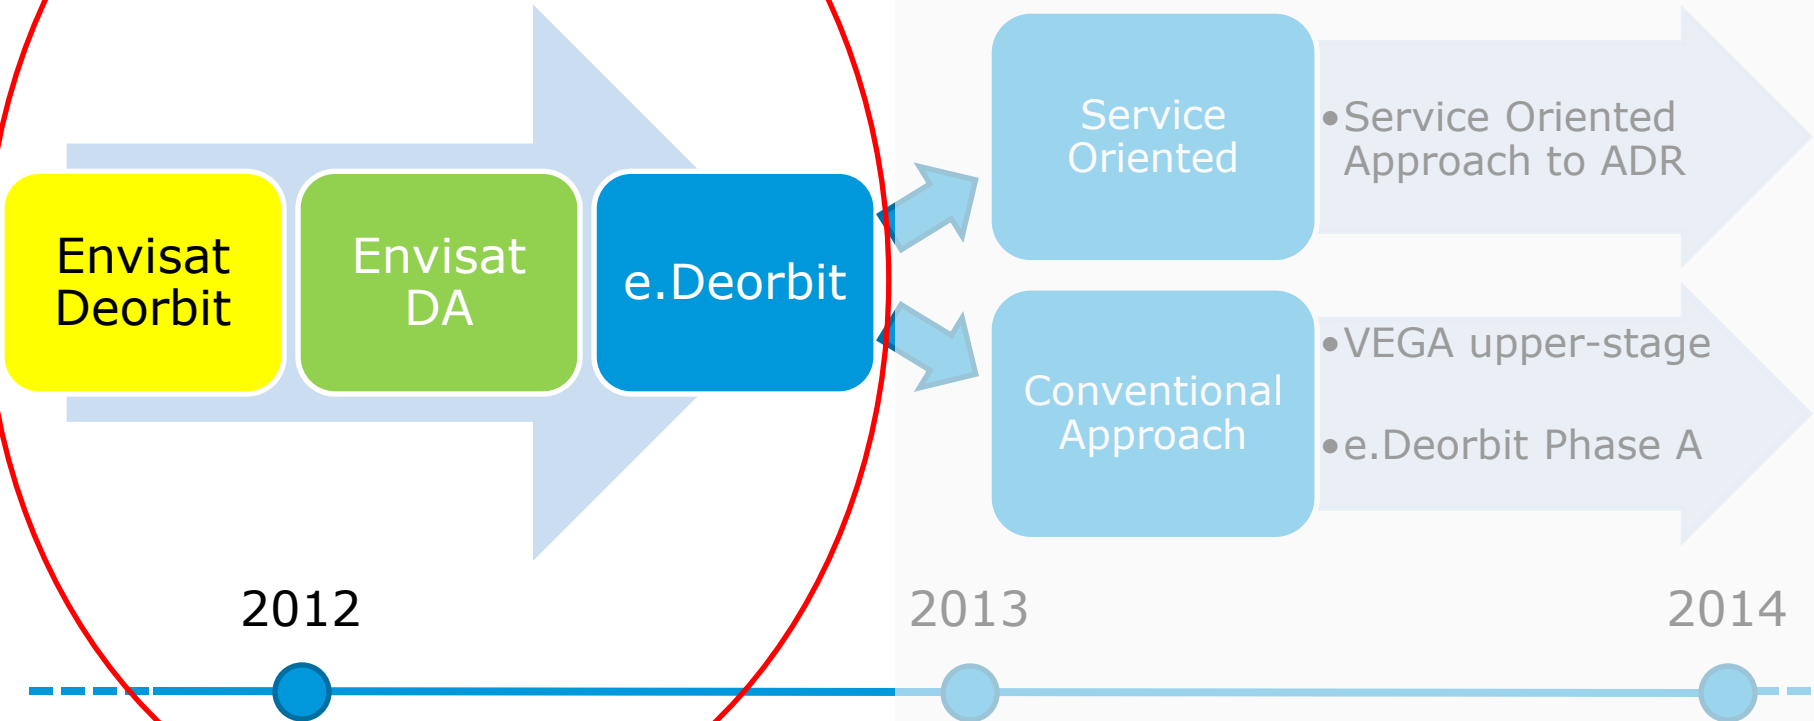 Envisat
Deorbit
Envisat
DA
e.Deorbit
Service
Oriented
•Service Oriented
Approach to ADR
Conventional
Approach
•VEGA upper-stage
•e.Deorbit Phase A
2012
2013
2014